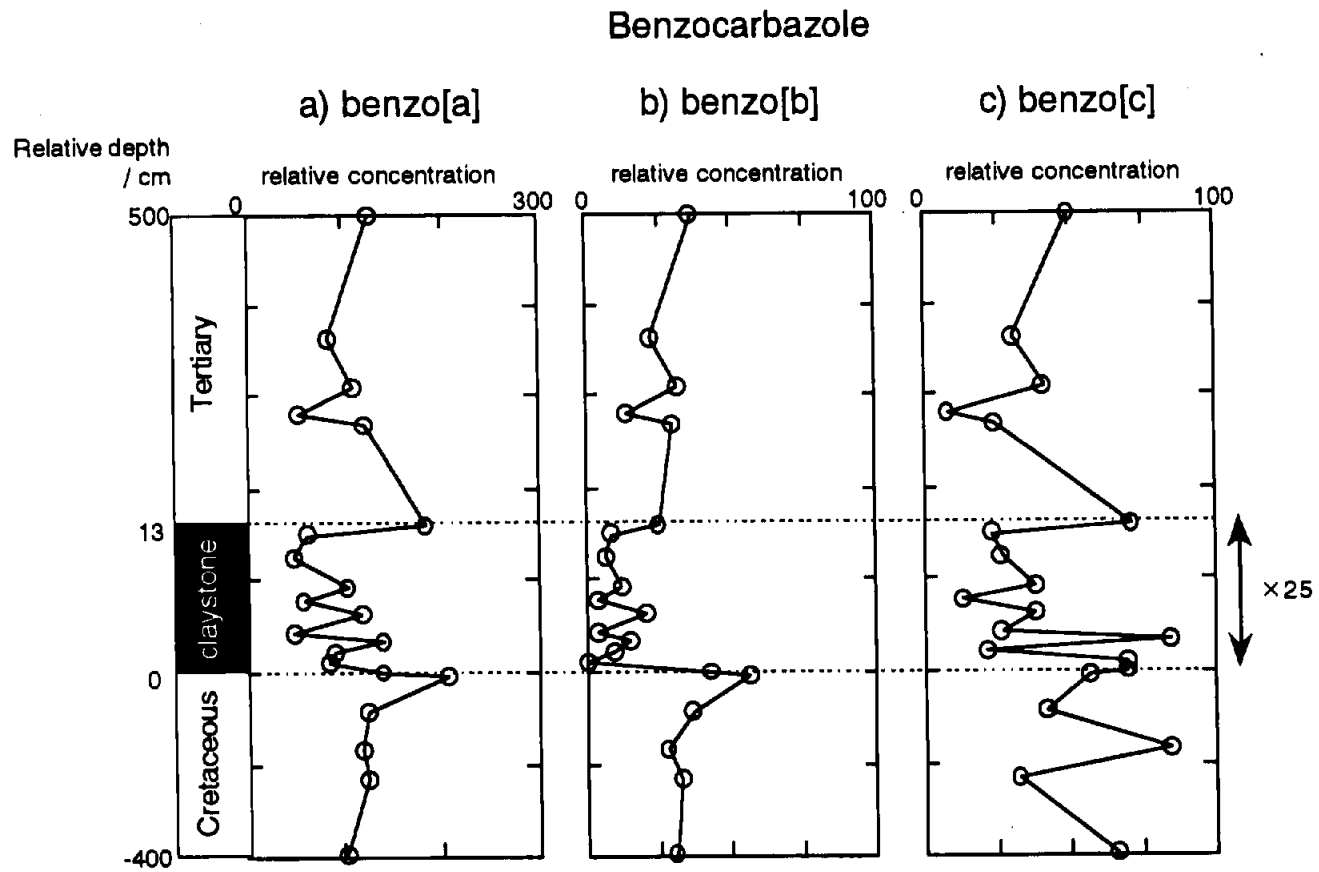 Benzocarbazole
a) benzo[a]
b) benzo[b]
c) benzo[c]
Relative depth
/ cm
relative concentration
relative concentration
relative concentration
0
300
0
100
0
100
500
Tertiary
13
claystone
×25
0
Cretaceous
-400